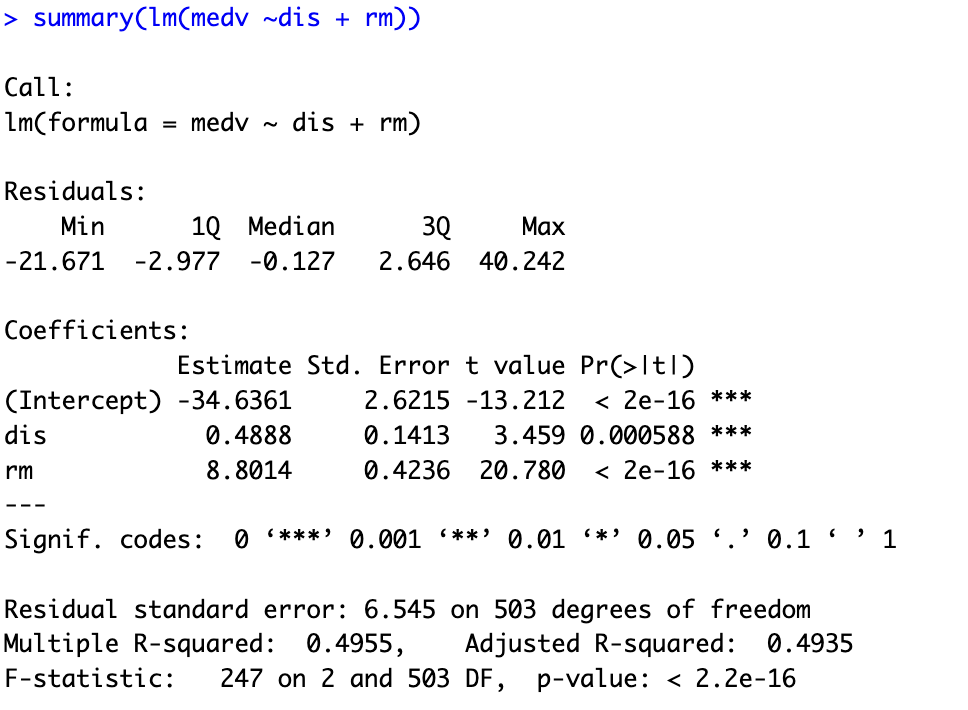 > summary(lm(medv ~dis + rm))
Call:
lm(formula = medv ~ dis + rm)
Residuals:
    Min      1Q  Median      3Q     Max
-21.671  -2.977  -0.127   2.646  40.242
Coefficients:
            Estimate Std. Error t value Pr(>|t|)
(Intercept) -34.6361     2.6215 -13.212  < 2e-16 ***
dis           0.4888     0.1413   3.459 0.000588 ***
rm            8.8014     0.4236  20.780  < 2e-16 ***
---
Signif. codes:  0 ‘***’ 0.001 ‘**’ 0.01 ‘*’ 0.05 ‘.’ 0.1 ‘ ’ 1
Residual standard error: 6.545 on 503 degrees of freedom
Multiple R-squared:  0.4955,    Adjusted R-squared:  0.4935
F-statistic:   247 on 2 and 503 DF,  p-value: < 2.2e-16